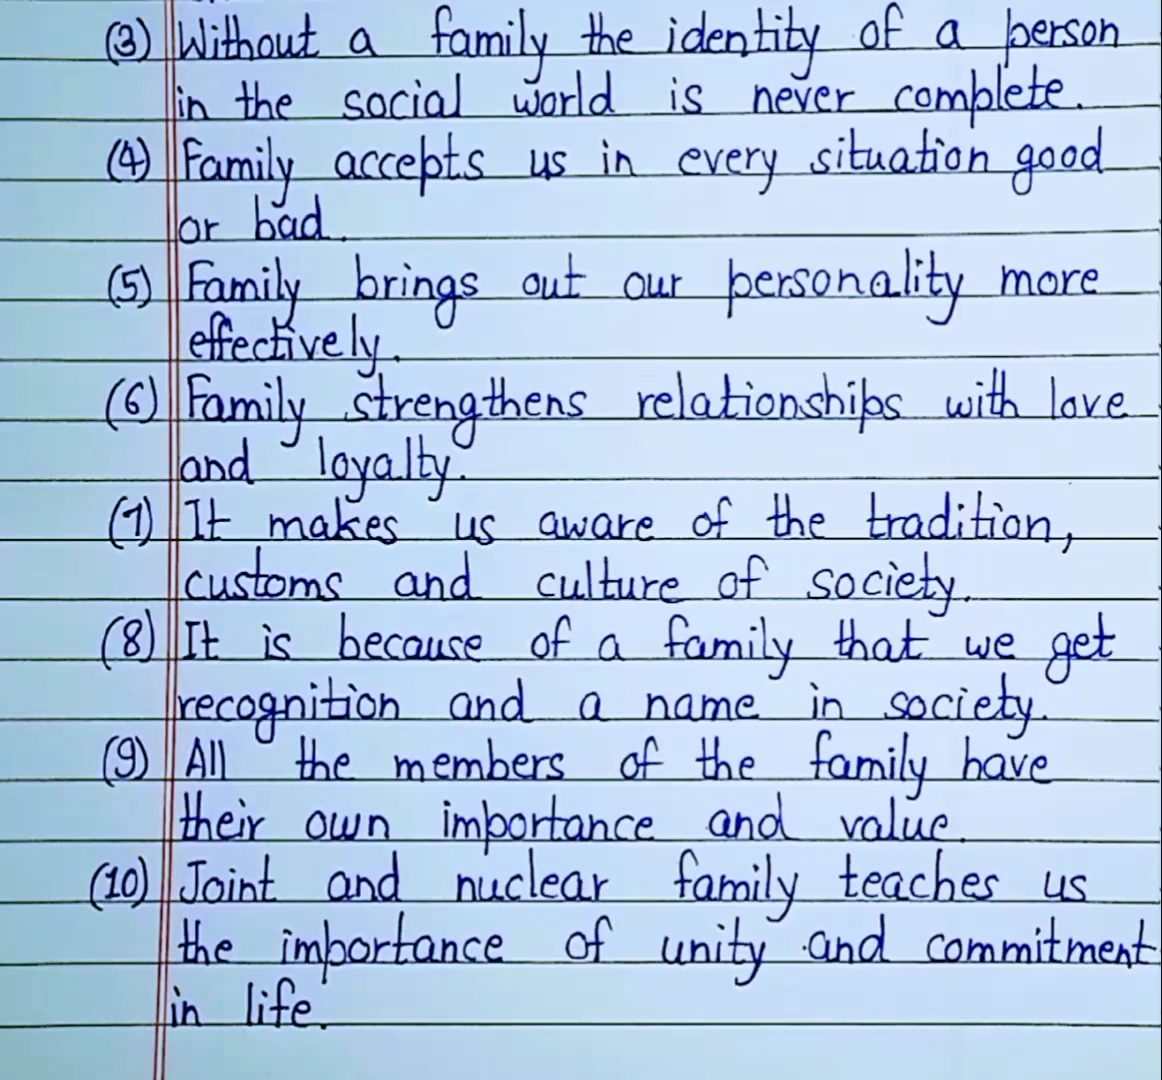 (3) Without a family the identity of a person
in the social world is never complete.
(4) Family accepts us in every situation good
or bad.
(5) Family brings out our personality more
effectively.
(6) Family strengthens relationships with love
and loyalty.
(7) It makes us aware of the tradition,
customs and culture of society.
(8) It is because of a family that we get
recognition and a name in society.
(9) All the members of the family have
their own importance and value.
(10) Joint and nuclear family teaches us
the importance of unity and commitment
in life.